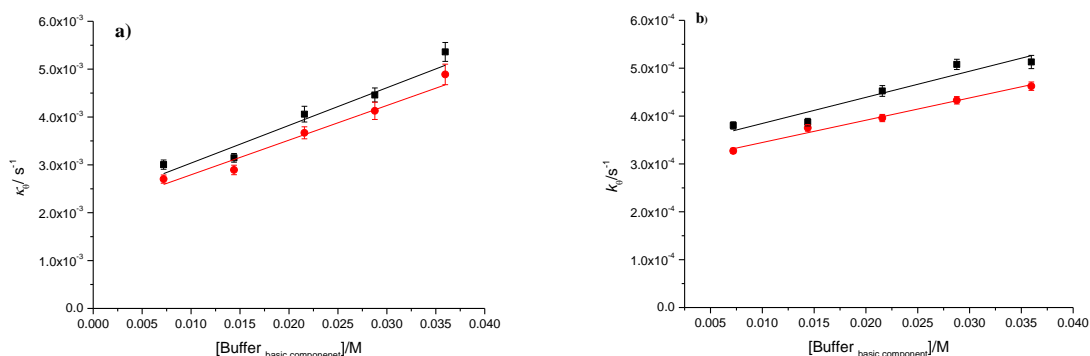 a)
6.0x10⁻³
5.0x10⁻³
4.0x10⁻³
3.0x10⁻³
2.0x10⁻³
1.0x10⁻³
0.0
κθ/ s⁻¹
0.000 0.005 0.010 0.015 0.020 0.025 0.030 0.035 0.040
[Buffer basic componenet]/M
b)
6.0x10⁻⁴
5.0x10⁻⁴
4.0x10⁻⁴
3.0x10⁻⁴
2.0x10⁻⁴
1.0x10⁻⁴
0.0
kθ/s⁻¹
0.005 0.010 0.015 0.020 0.025 0.030 0.035 0.040
[Buffer basic component]/M